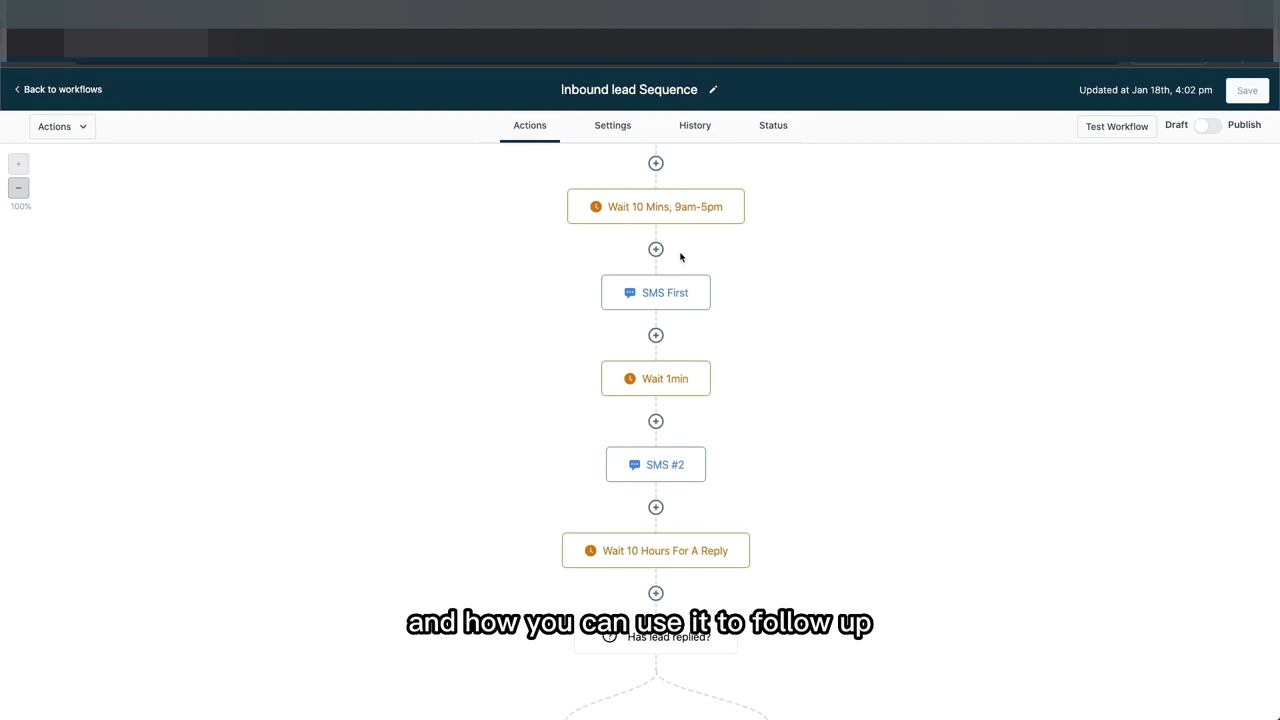 Back to workflows
Inbound lead Sequence
Updated at Jan 18th, 4:02 pm
Save
Actions
Actions
Settings
History
Status
Test Workflow
Draft
Publish
100%
Wait 10 Mins, 9am-5pm
SMS First
Wait 1min
SMS #2
Wait 10 Hours For A Reply
and how you can use it to follow up
Has lead replied?